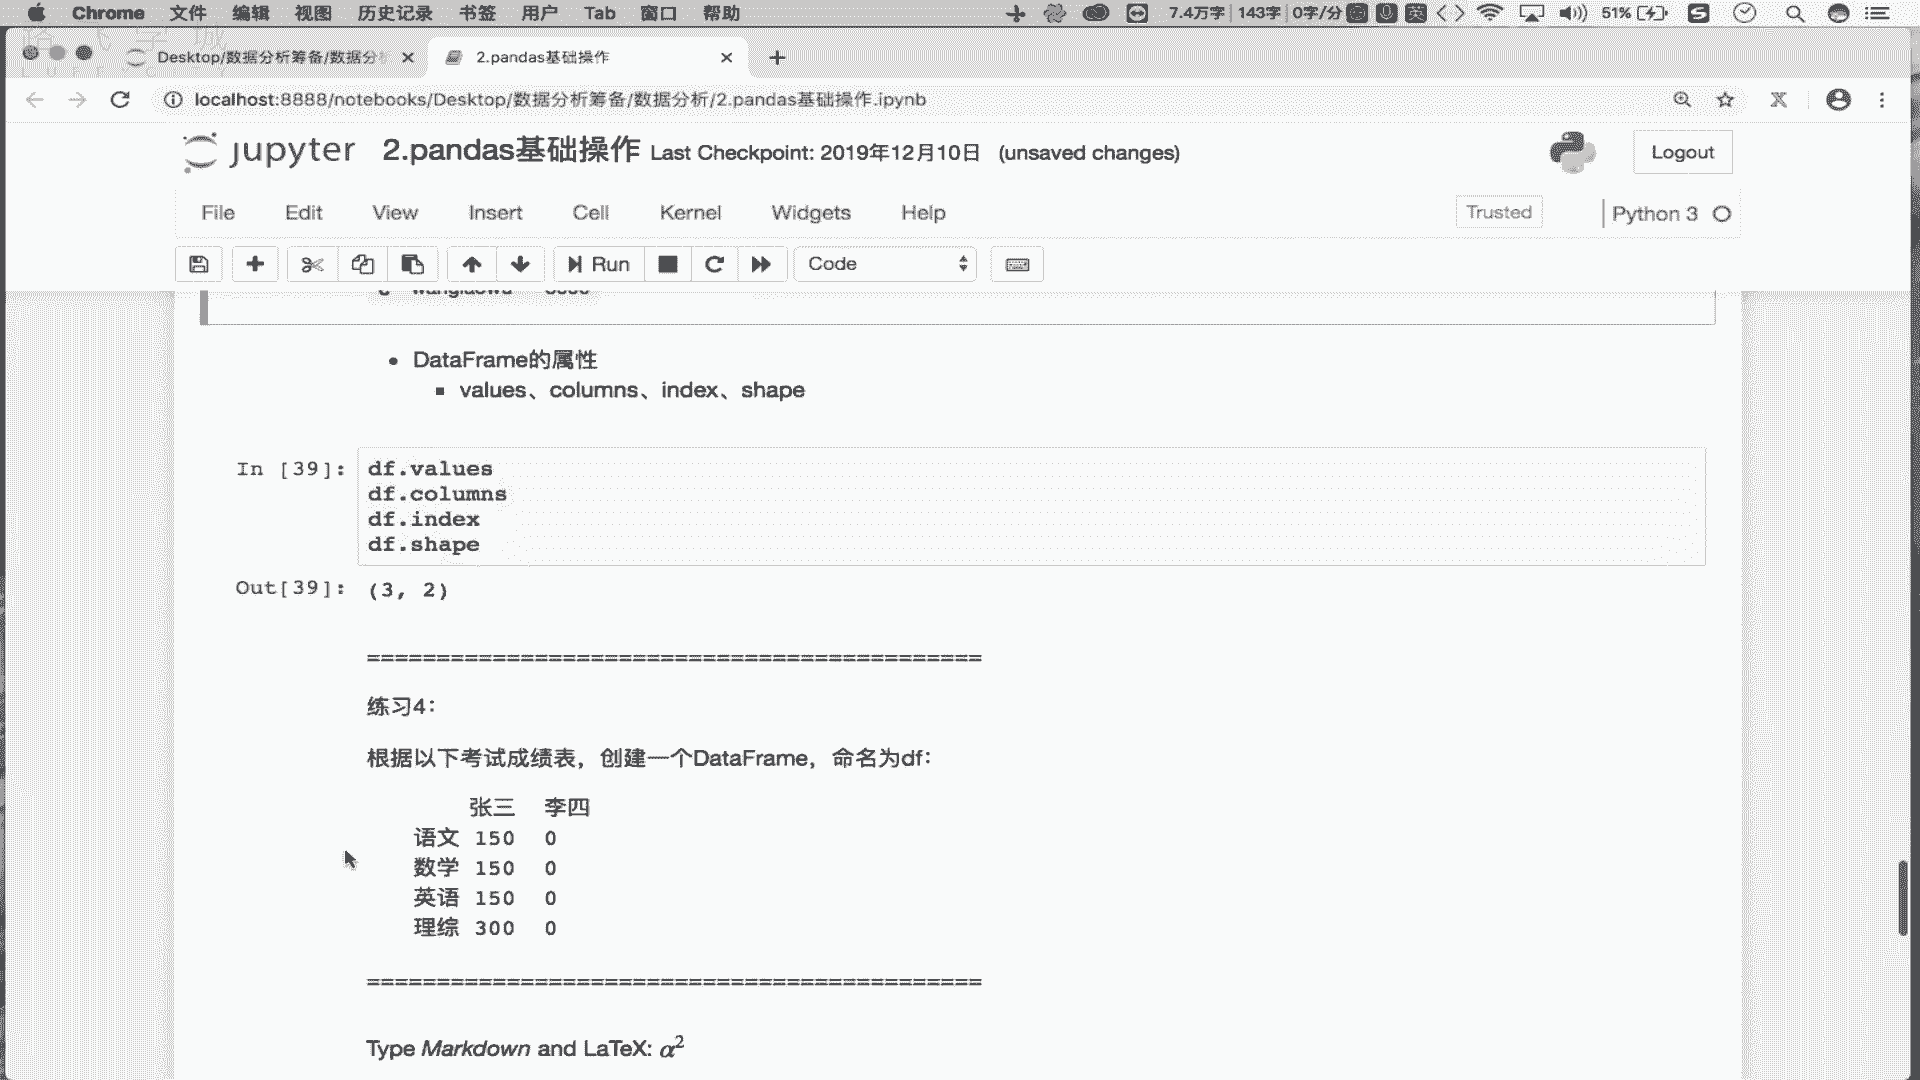 Chrome 文件 编辑 视图 历史记录 书签 用户 Tab 窗口 帮助 7.4万字 143字 0字/分 英 51%
Desktop/数据分析筹备/数据分 2.pandas基础操作
localhost:8888/notebooks/Desktop/数据分析筹备/数据分析/2.pandas基础操作.ipynb
jupyter 2.pandas基础操作 Last Checkpoint: 2019年12月10日 (unsaved changes) Logout
File Edit View Insert Cell Kernel Widgets Help Trusted Python 3
Run Code
DataFrame的属性
values、columns、index、shape
In [39]: df.values
df.columns
df.index
df.shape
Out[39]: (3, 2)
============================================
练习4：
根据以下考试成绩表，创建一个DataFrame，命名为df：
张三 李四
语文 150 0
数学 150 0
英语 150 0
理综 300 0
============================================
Type Markdown and LaTeX: α²